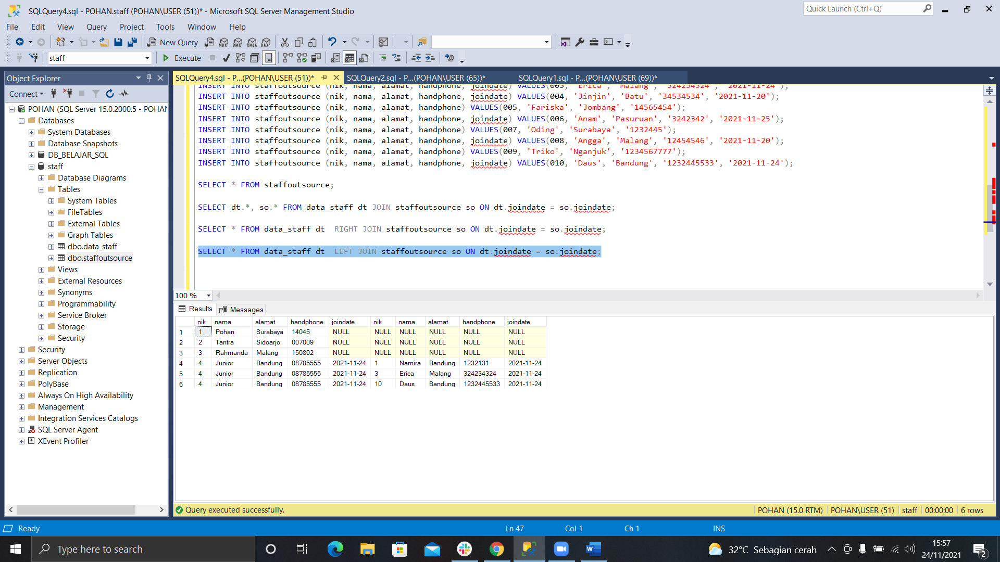 SQLQuery4.sql - POHAN.staff (POHAN\USER (51))* - Microsoft SQL Server Management Studio
Quick Launch (Ctrl+Q)
File Edit View Query Project Tools Window Help
New Query
MDX DMX XMLA DAX
staff
Execute
Object Explorer
Connect
POHAN (SQL Server 15.0.2000.5 - POHAN
Databases
System Databases
Database Snapshots
DB_BELAJAR_SQL
staff
Database Diagrams
Tables
System Tables
FileTables
External Tables
Graph Tables
dbo.data_staff
dbo.staffoutsource
Views
External Resources
Synonyms
Programmability
Service Broker
Storage
Security
Security
Server Objects
Replication
PolyBase
Always On High Availability
Management
Integration Services Catalogs
SQL Server Agent
XEvent Profiler
SQLQuery4.sql - P...(POHAN\USER (51))* SQLQuery2.sql - P...(POHAN\USER (65))* SQLQuery1.sql - P...(POHAN\USER (69))*
INSERT INTO staffoutsource (nik, nama, alamat, handphone, joindate) VALUES(003, 'Erica', 'Malang', '324234324', '2021-11-24');
INSERT INTO staffoutsource (nik, nama, alamat, handphone, joindate) VALUES(004, 'Jinjin', 'Batu', '34534534', '2021-11-20');
INSERT INTO staffoutsource (nik, nama, alamat, handphone) VALUES(005, 'Fariska', 'Jombang', '14565454');
INSERT INTO staffoutsource (nik, nama, alamat, handphone, joindate) VALUES(006, 'Anam', 'Pasuruan', '3242342', '2021-11-25');
INSERT INTO staffoutsource (nik, nama, alamat, handphone) VALUES(007, 'Oding', 'Surabaya', '1232445');
INSERT INTO staffoutsource (nik, nama, alamat, handphone, joindate) VALUES(008, 'Angga', 'Malang', '12454546', '2021-11-20');
INSERT INTO staffoutsource (nik, nama, alamat, handphone) VALUES(009, 'Triko', 'Nganjuk', '1234567777');
INSERT INTO staffoutsource (nik, nama, alamat, handphone, joindate) VALUES(010, 'Daus', 'Bandung', '1232445533', '2021-11-24');
SELECT * FROM staffoutsource;
SELECT dt.*, so.* FROM data_staff dt JOIN staffoutsource so ON dt.joindate = so.joindate;
SELECT * FROM data_staff dt RIGHT JOIN staffoutsource so ON dt.joindate = so.joindate;
SELECT * FROM data_staff dt LEFT JOIN staffoutsource so ON dt.joindate = so.joindate;
100 %
Results Messages
nik nama alamat handphone joindate nik nama alamat handphone joindate
1 1 Pohan Surabaya 14045 NULL NULL NULL NULL NULL NULL
2 2 Tantra Sidoarjo 007009 NULL NULL NULL NULL NULL NULL
3 3 Rahmanda Malang 150802 NULL NULL NULL NULL NULL NULL
4 4 Junior Bandung 08785555 2021-11-24 1 Namira Bandung 1232131 2021-11-24
5 4 Junior Bandung 08785555 2021-11-24 3 Erica Malang 324234324 2021-11-24
6 4 Junior Bandung 08785555 2021-11-24 10 Daus Bandung 1232445533 2021-11-24
Query executed successfully. POHAN (15.0 RTM) POHAN\USER (51) staff 00:00:00 6 rows
Ready Ln 47 Col 1 Ch 1 INS
Type here to search
32°C Sebagian cerah
15:57
24/11/2021
2